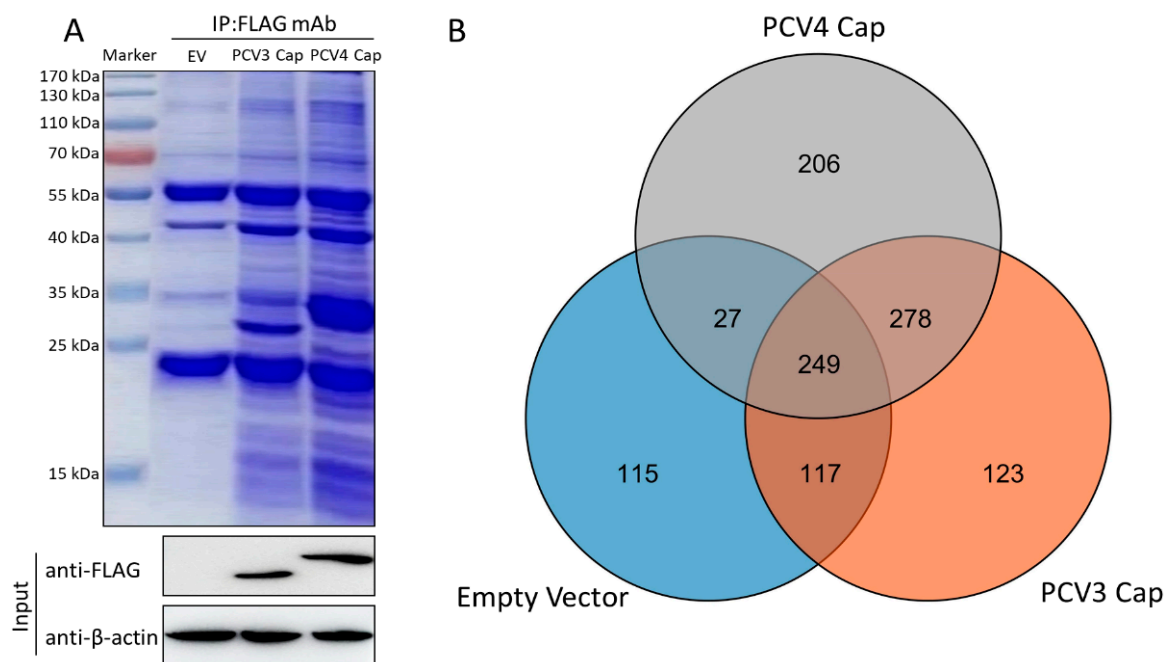 A
IP:FLAG mAb
Marker EV PCV3 Cap PCV4 Cap
170 kDa
130 kDa
110 kDa
70 kDa
55 kDa
40 kDa
35 kDa
25 kDa
15 kDa
Input
anti-FLAG
anti-β-actin
B
PCV4 Cap
206
27
278
249
115
117
123
Empty Vector
PCV3 Cap